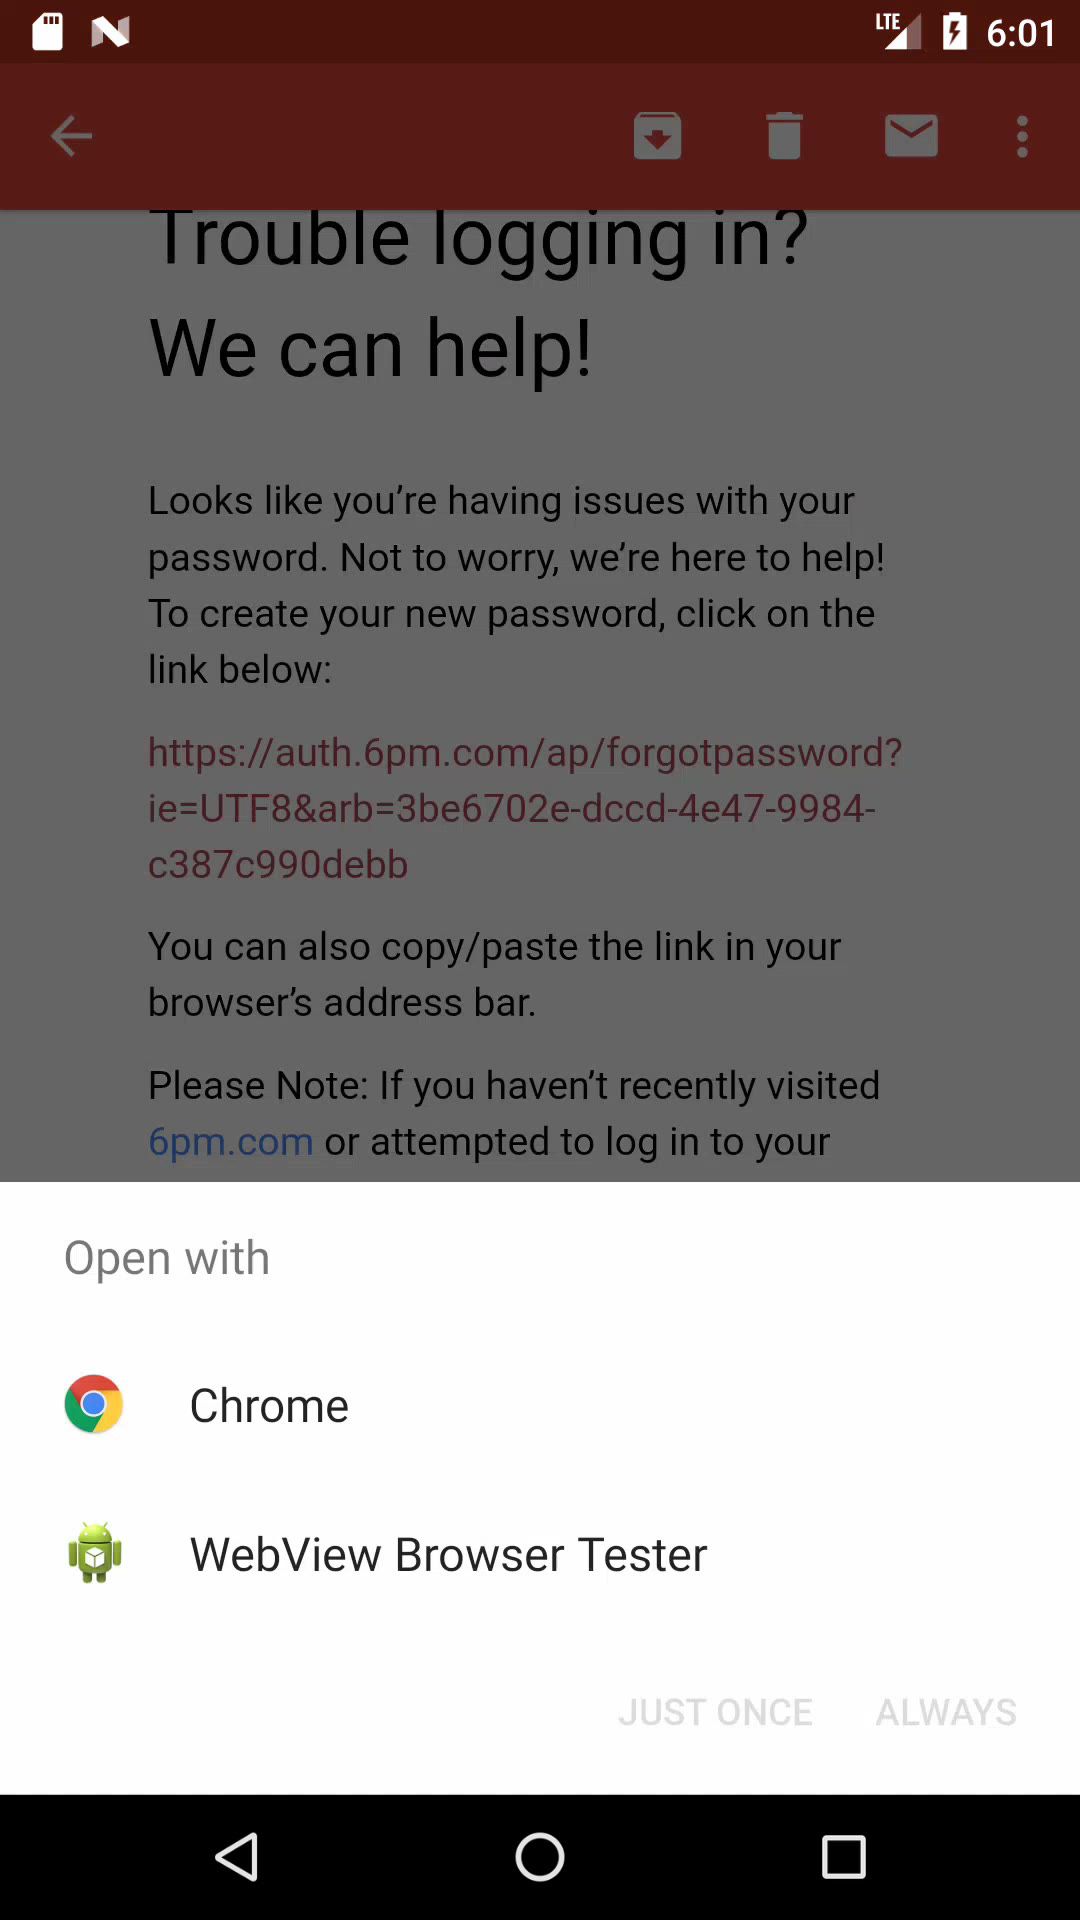 LTE 6:01
Trouble logging in?
We can help!
Looks like you’re having issues with your
password. Not to worry, we’re here to help!
To create your new password, click on the
link below:
https://auth.6pm.com/ap/forgotpassword?
ie=UTF8&arb=3be6702e-dccd-4e47-9984-
c387c990debb
You can also copy/paste the link in your
browser’s address bar.
Please Note: If you haven’t recently visited
6pm.com or attempted to log in to your
Open with
Chrome
WebView Browser Tester
JUST ONCE ALWAYS